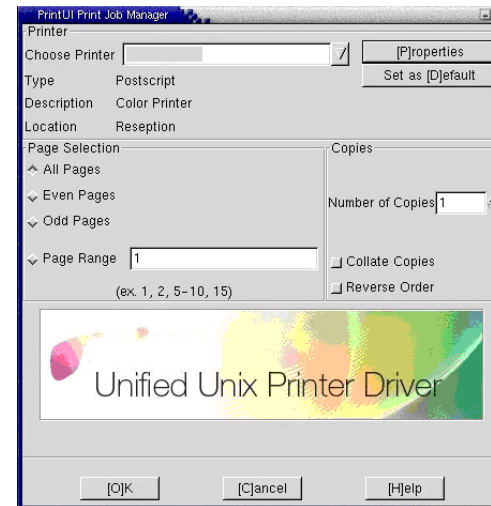 PrintUI Print Job Manager
Printer
Choose Printer
[P]roperties
Type Postscript
Set as [D]efault
Description Color Printer
Location Reseption
Page Selection
All Pages
Even Pages
Odd Pages
Page Range 1
(ex. 1, 2, 5-10, 15)
Copies
Number of Copies 1
Collate Copies
Reverse Order
Unified Unix Printer Driver
[O]K [C]ancel [H]elp